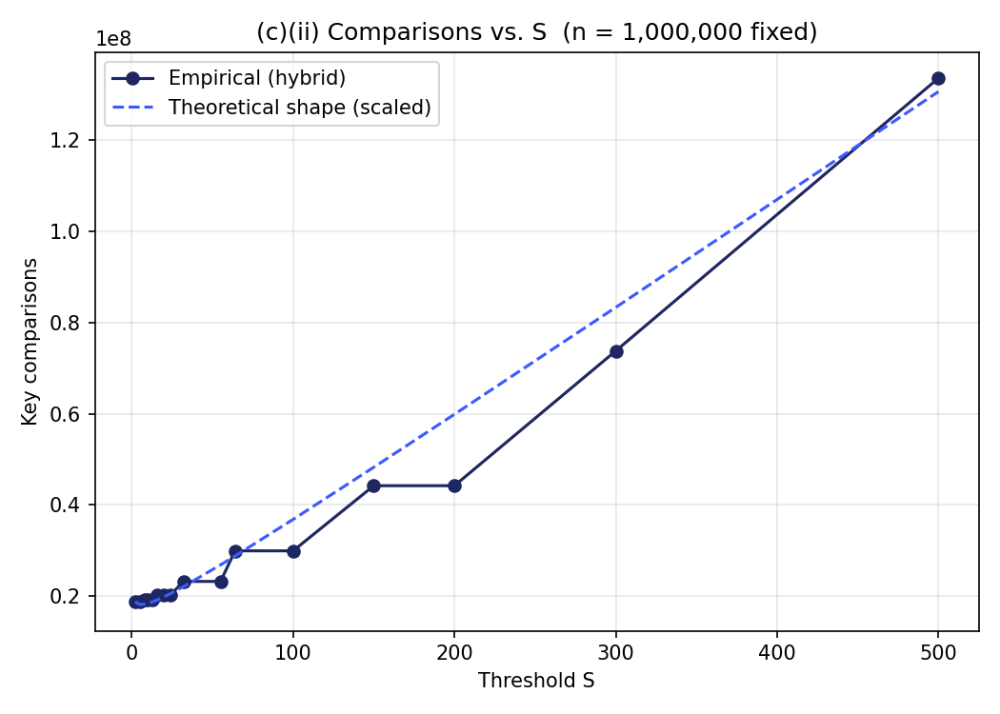 (c)(ii) Comparisons vs. S (n = 1,000,000 fixed)
1e8
Empirical (hybrid)
Theoretical shape (scaled)
1.2
1.0
0.8
0.6
0.4
0.2
Key comparisons
0 100 200 300 400 500
Threshold S